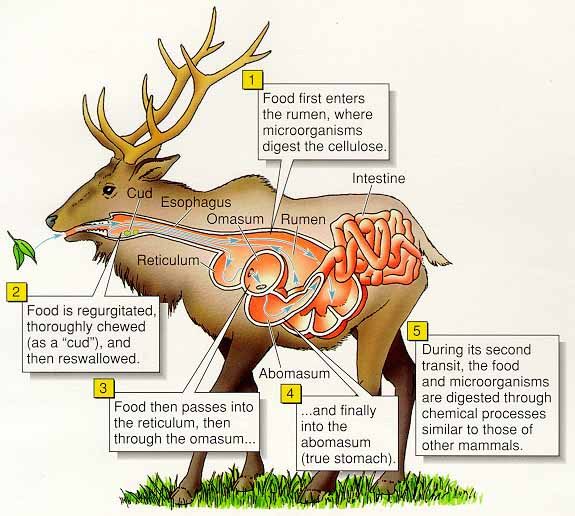 1
Food first enters
the rumen, where
microorganisms
digest the cellulose.
Intestine
Cud
Esophagus
Omasum
Rumen
Reticulum
2
Food is regurgitated,
thoroughly chewed
(as a “cud”), and
then reswallowed.
Abomasum
3
Food then passes into
the reticulum, then
through the omasum...
4
...and finally
into the
abomasum
(true stomach).
5
During its second
transit, the food
and microorganisms
are digested through
chemical processes
similar to those of
other mammals.